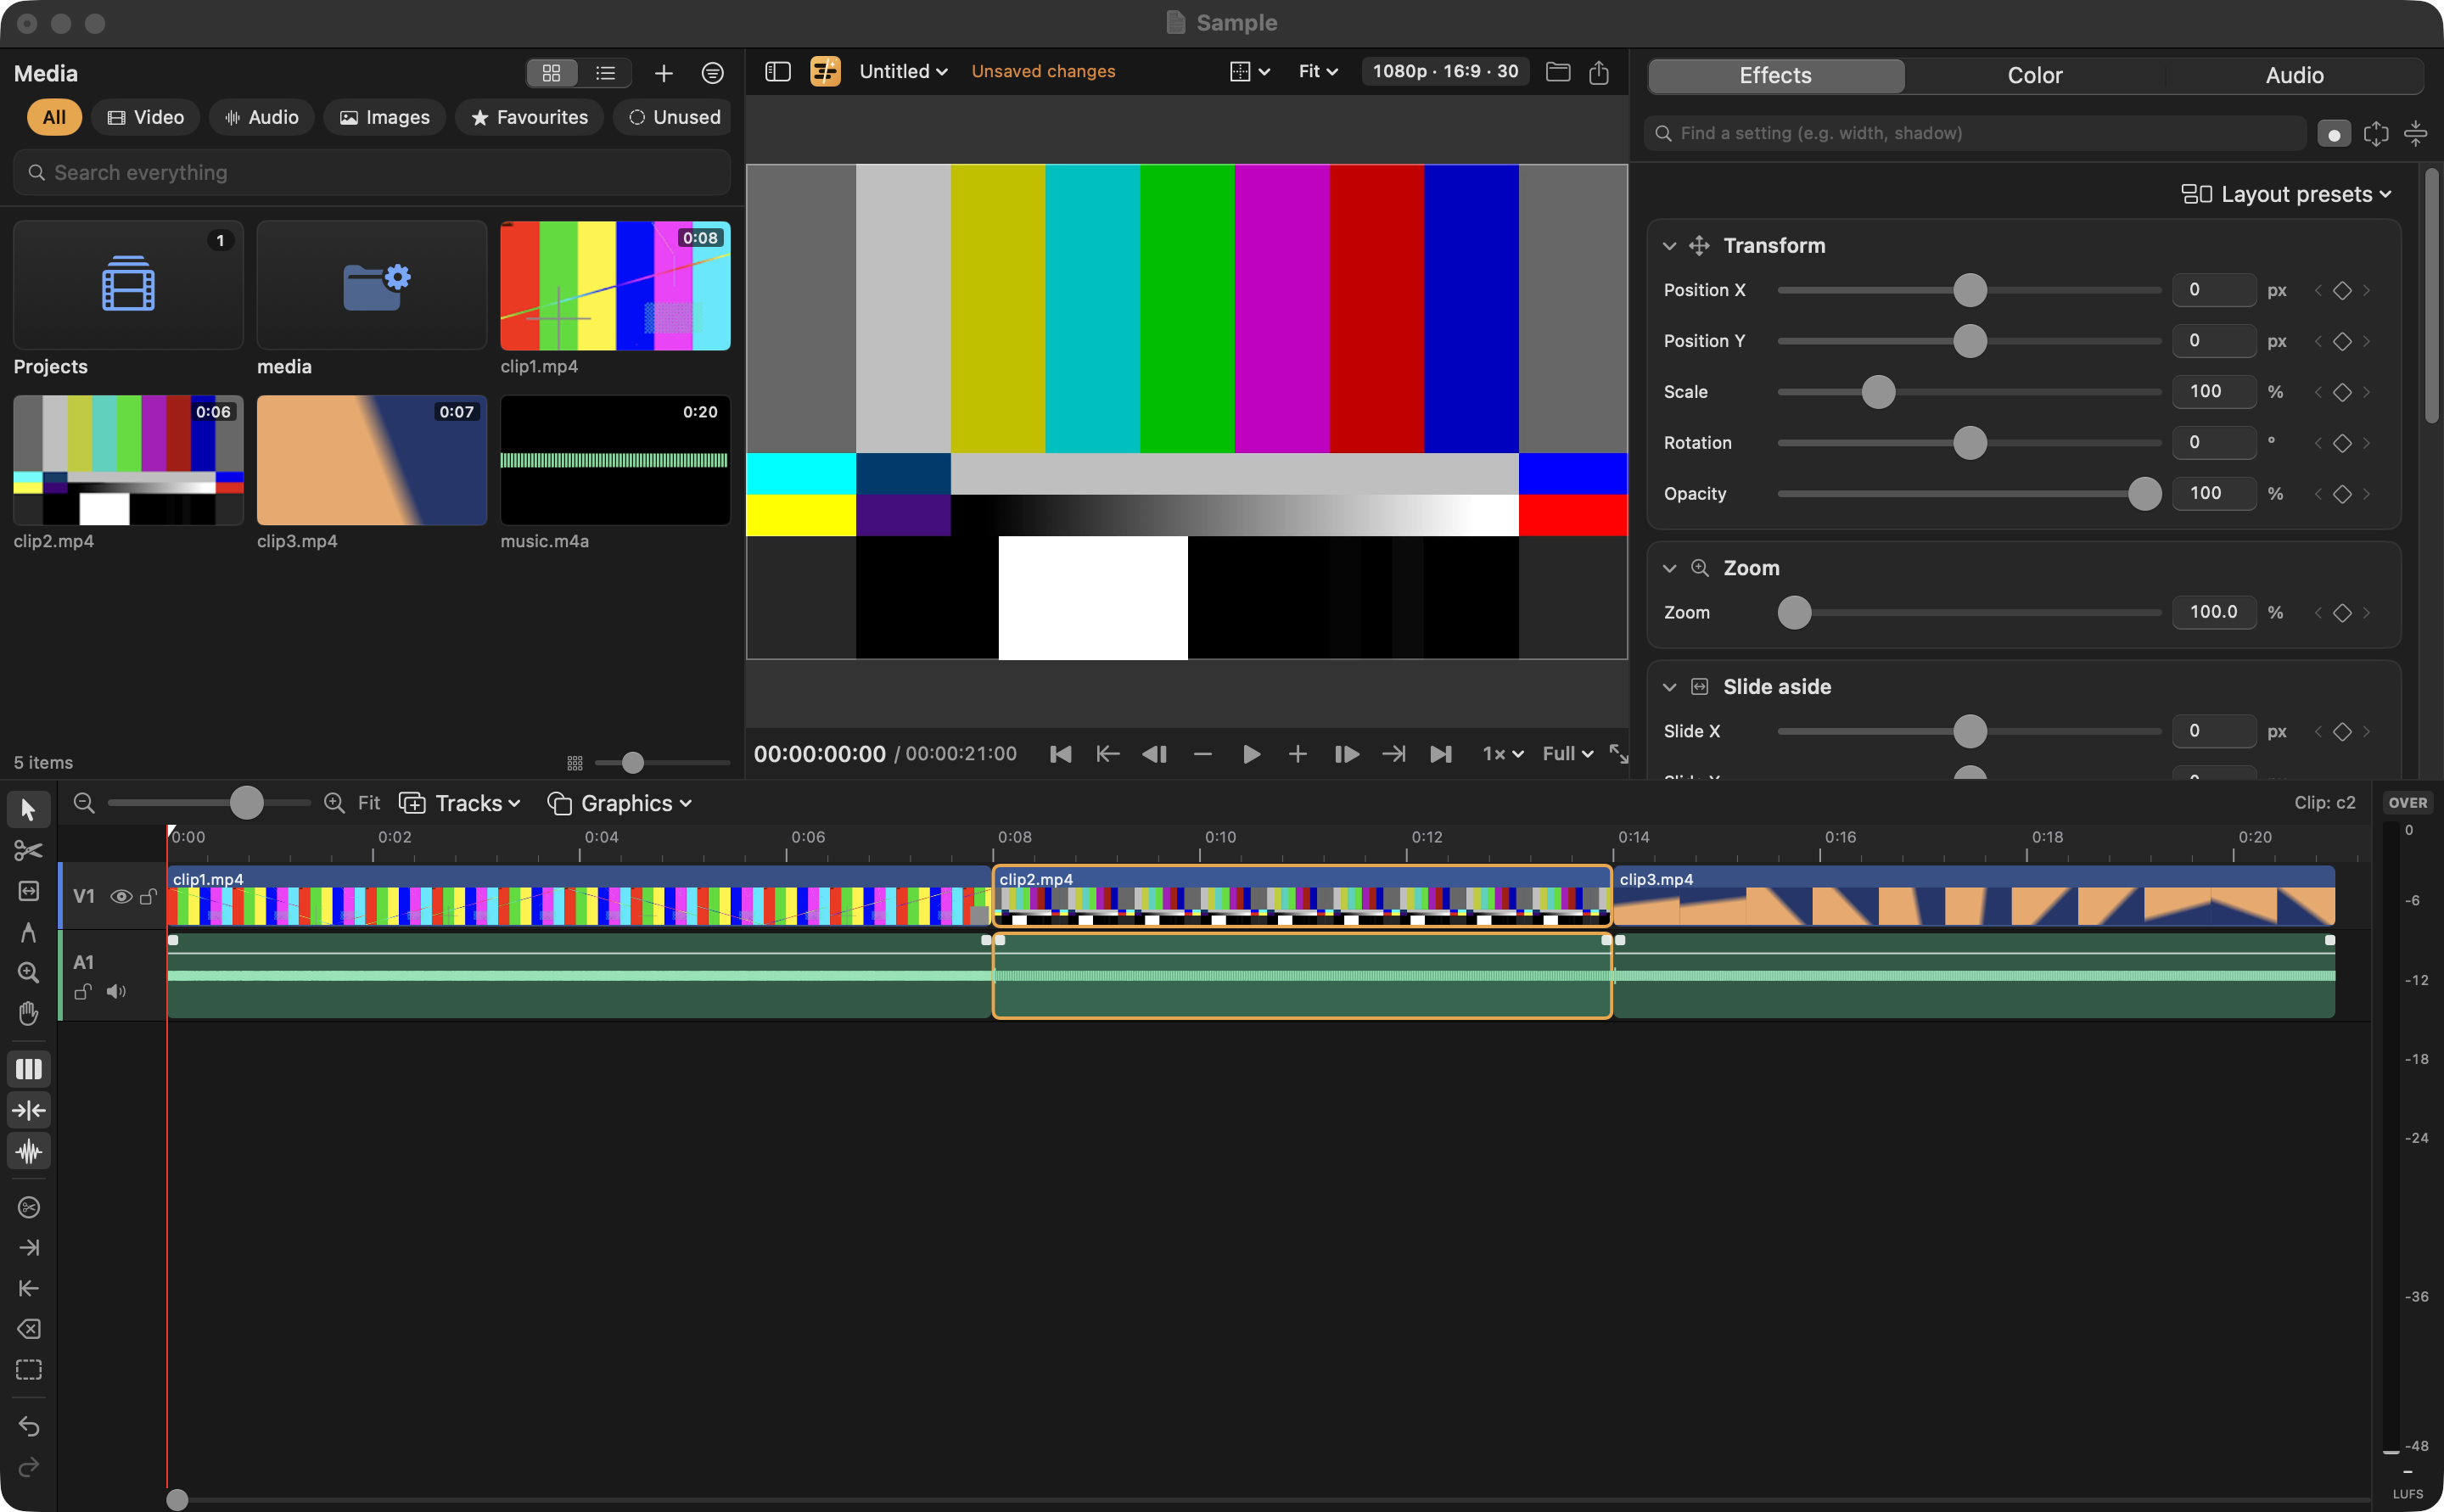 Sample
Media
All
Video
Audio
Images
Favourites
Unused
Search everything
1
Projects
media
0:08
clip1.mp4
0:06
clip2.mp4
0:07
clip3.mp4
0:20
music.m4a
5 items
Untitled
Unsaved changes
Fit
1080p · 16:9 · 30
00:00:00:00 / 00:00:21:00
1×
Full
Effects
Color
Audio
Find a setting (e.g. width, shadow)
Layout presets
Transform
Position X 0 px
Position Y 0 px
Scale 100 %
Rotation 0 °
Opacity 100 %
Zoom
Zoom 100.0 %
Slide aside
Slide X 0 px
Fit
Tracks
Graphics
Clip: c2
OVER
0:00 0:02 0:04 0:06 0:08 0:10 0:12 0:14 0:16 0:18 0:20
V1
clip1.mp4
clip2.mp4
clip3.mp4
A1
0
-6
-12
-18
-24
-36
-48
–
LUFS